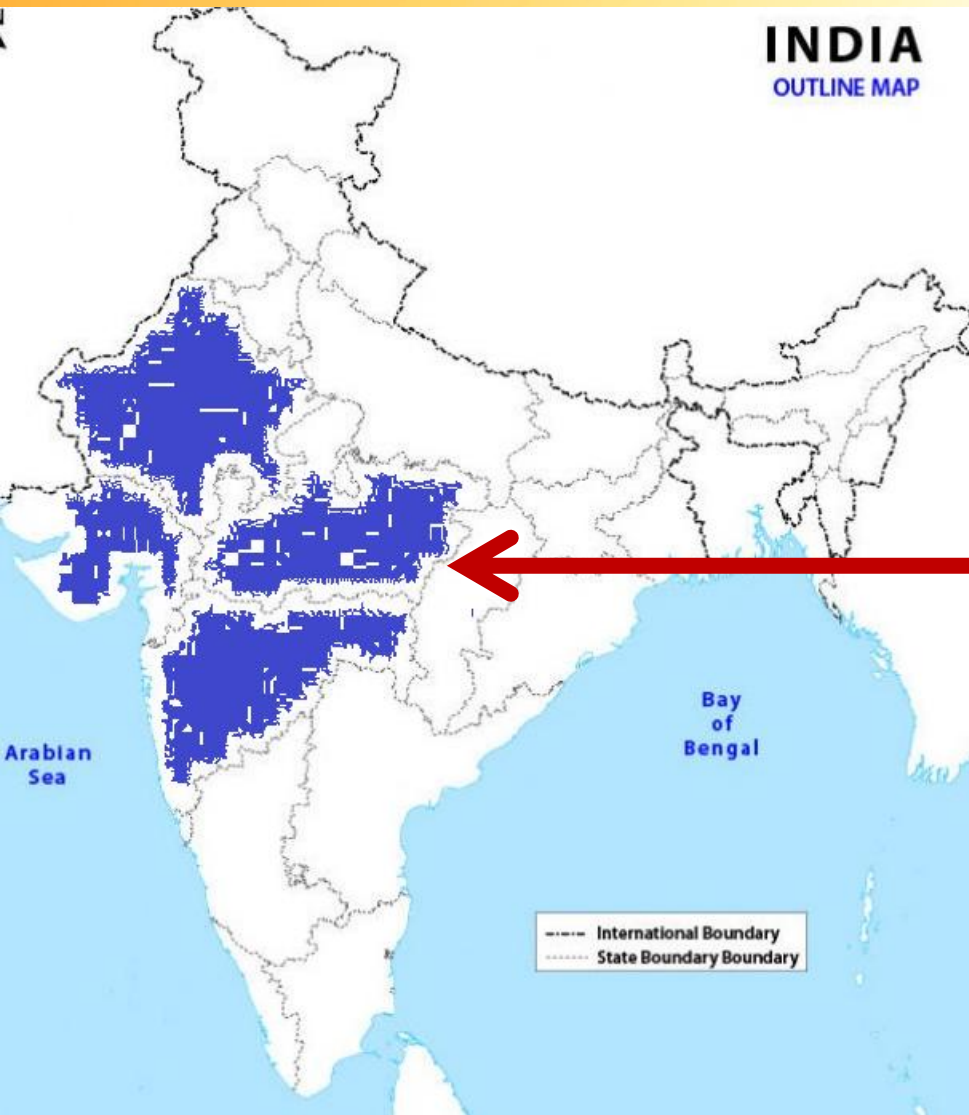 INDIA
OUTLINE MAP
Arabian
Sea
Bay
of
Bengal
International Boundary
State Boundary Boundary